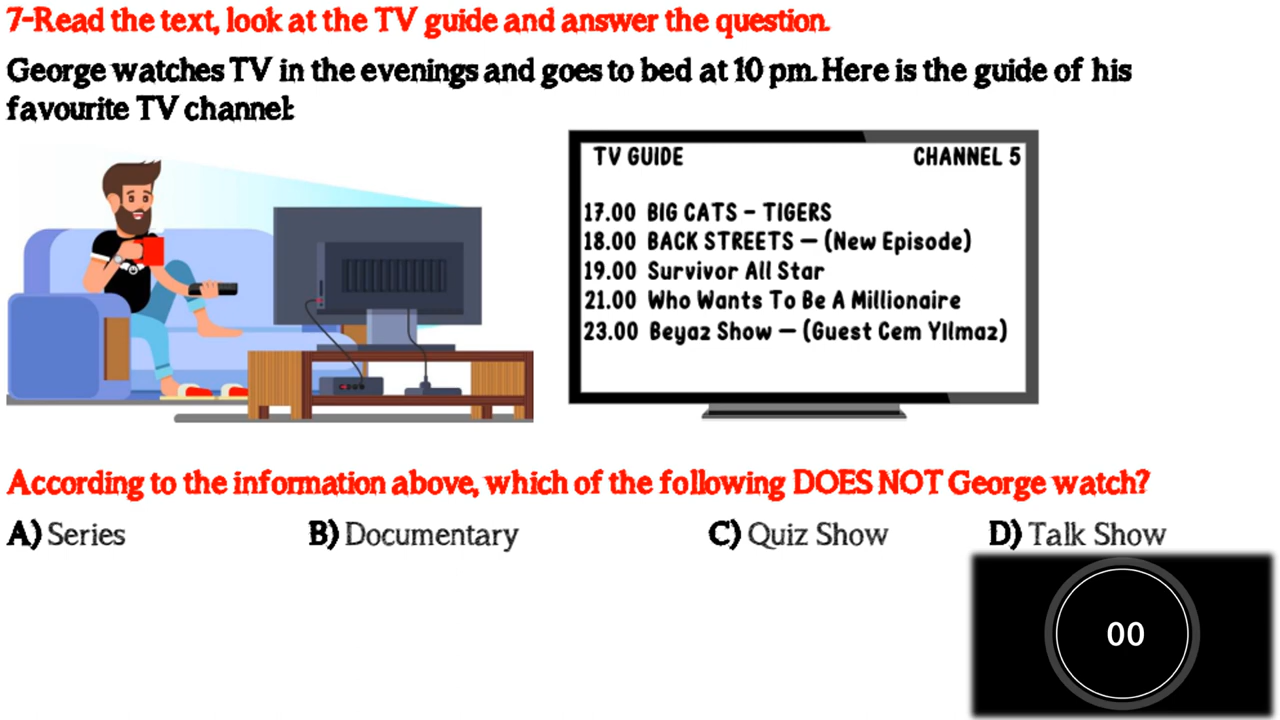 7-Read the text, look at the TV guide and answer the question.
George watches TV in the evenings and goes to bed at 10 pm. Here is the guide of his
favourite TV channel:
TV GUIDE CHANNEL 5
17.00 BIG CATS – TIGERS
18.00 BACK STREETS – (New Episode)
19.00 Survivor All Star
21.00 Who Wants To Be A Millionaire
23.00 Beyaz Show – (Guest Cem Yılmaz)
According to the information above, which of the following DOES NOT George watch?
A) Series B) Documentary C) Quiz Show D) Talk Show
00